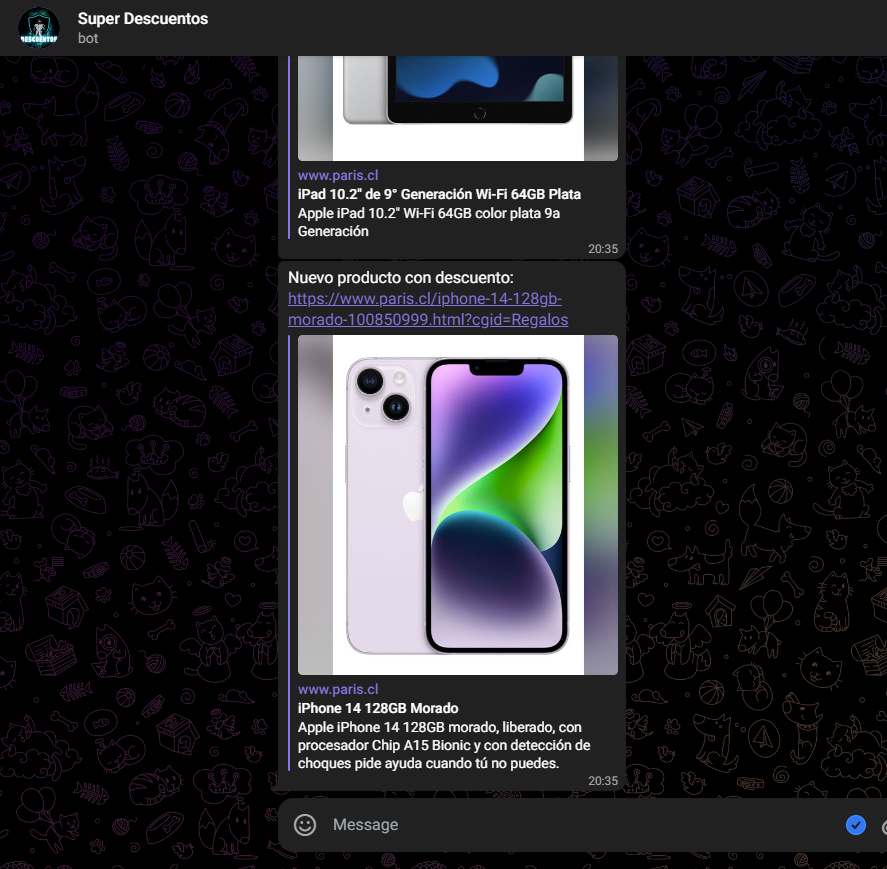 Super Descuentos
bot
DESCUENTOS
www.paris.cl
iPad 10.2" de 9° Generación Wi-Fi 64GB Plata
Apple iPad 10.2" Wi-Fi 64GB color plata 9a
Generación
20:35
Nuevo producto con descuento:
https://www.paris.cl/iphone-14-128gb-
morado-100850999.html?cgid=Regalos
www.paris.cl
iPhone 14 128GB Morado
Apple iPhone 14 128GB morado, liberado, con
procesador Chip A15 Bionic y con detección de
choques pide ayuda cuando tú no puedes.
20:35
Message